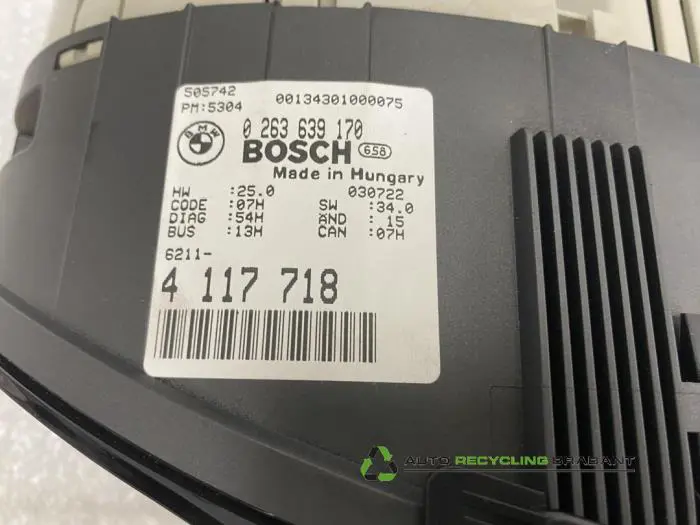 505742
PM:5304 00134301000075
BMW 0 263 639 170
BOSCH 658
Made in Hungary
HW :25.0 030722
CODE :07H SW :34.0
DIAG :54H ÄND : 15
BUS :13H CAN :07H
6211-
4 117 718
AUTO RECYCLING BRABANT